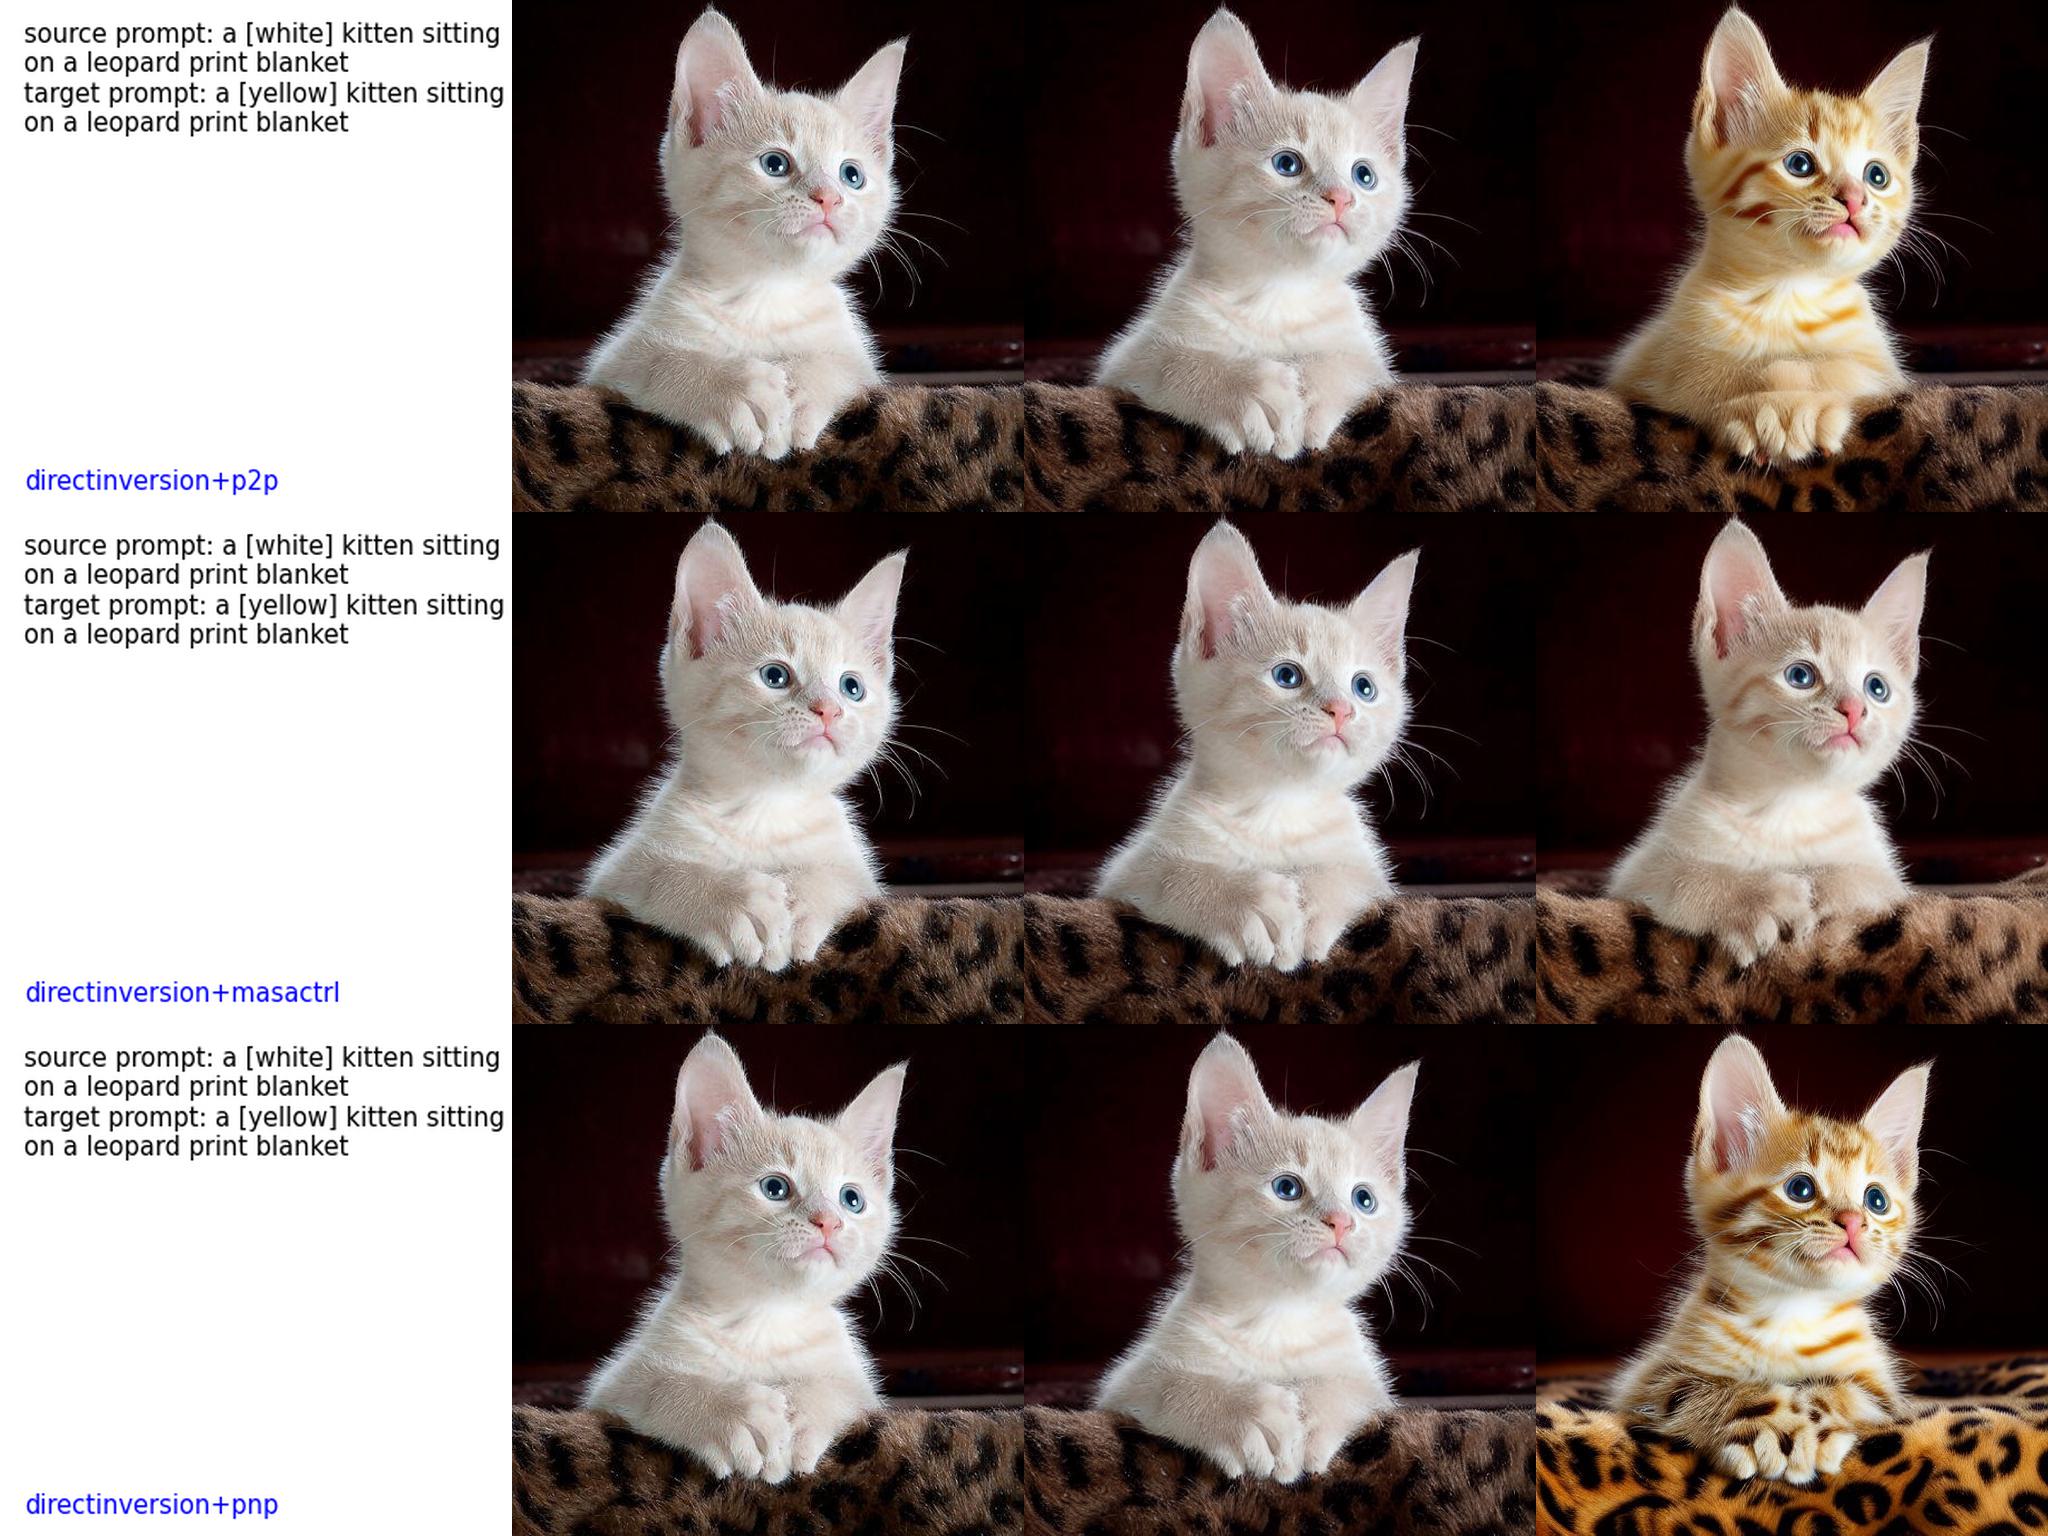 source prompt: a [white] kitten sitting
on a leopard print blanket
target prompt: a [yellow] kitten sitting
on a leopard print blanket
directinversion+p2p
source prompt: a [white] kitten sitting
on a leopard print blanket
target prompt: a [yellow] kitten sitting
on a leopard print blanket
directinversion+masactrl
source prompt: a [white] kitten sitting
on a leopard print blanket
target prompt: a [yellow] kitten sitting
on a leopard print blanket
directinversion+pnp